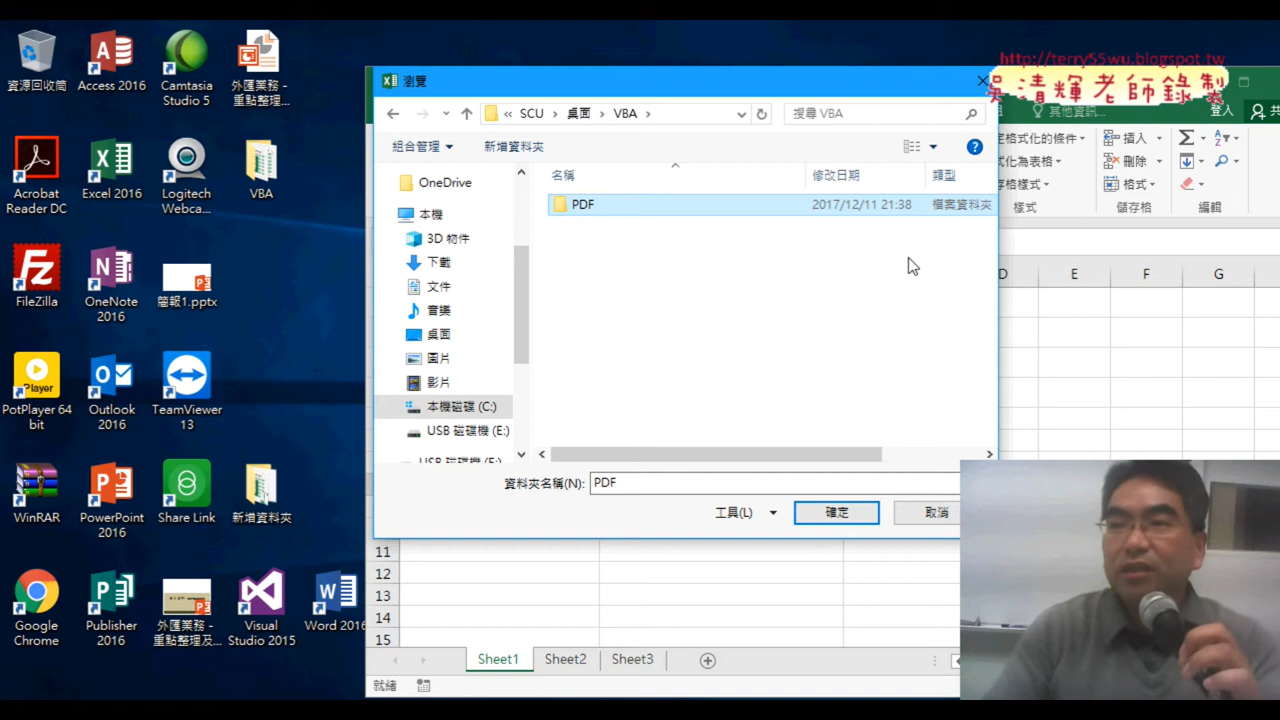 http://terry55wu.blogspot.tw
吳清輝老師錄製
資源回收筒
Access 2016
Camtasia
Studio 5
外匯業務 -
重點整理...
Acrobat
Reader DC
Excel 2016
Logitech
Webca...
VBA
FileZilla
OneNote
2016
簡報1.pptx
Player
PotPlayer 64
bit
Outlook
2016
TeamViewer
13
WinRAR
PowerPoint
2016
Share Link
新增資料夾
Google
Chrome
Publisher
2016
外匯業務 -
重點整理及...
Visual
Studio 2015
Word 2016
瀏覽
« SCU › 桌面 › VBA ›
搜尋 VBA
組合管理
新增資料夾
名稱
修改日期
類型
PDF
2017/12/11 21:38
檔案資料夾
OneDrive
本機
3D 物件
下載
文件
音樂
桌面
圖片
影片
本機磁碟 (C:)
USB 磁碟機 (E:)
USB 磁碟機 (E:)
資料夾名稱(N):
PDF
工具(L)
確定
取消
其他資訊...
登入
共
定格式化的條件
化為表格
存格樣式
樣式
插入
刪除
格式
儲存格
編輯
D
E
F
G
11
12
13
14
15
Sheet1
Sheet2
Sheet3
就緒